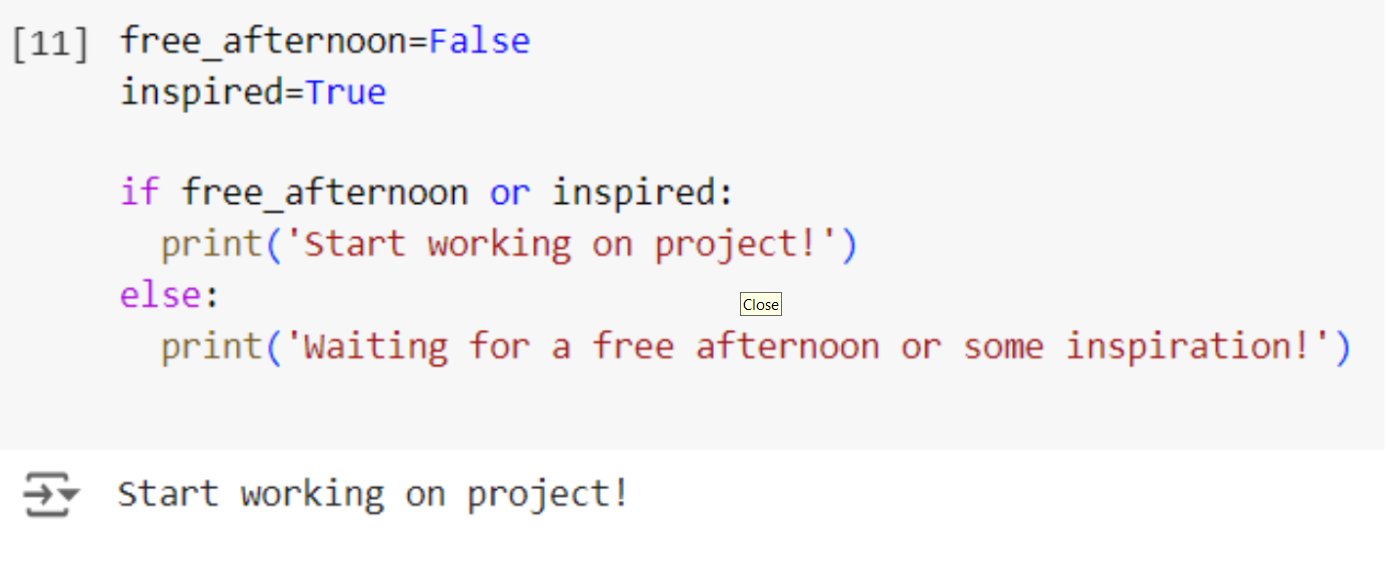 [11] free_afternoon=False
inspired=True
if free_afternoon or inspired:
print('Start working on project!')
else:
Close
print('Waiting for a free afternoon or some inspiration!')
Start working on project!